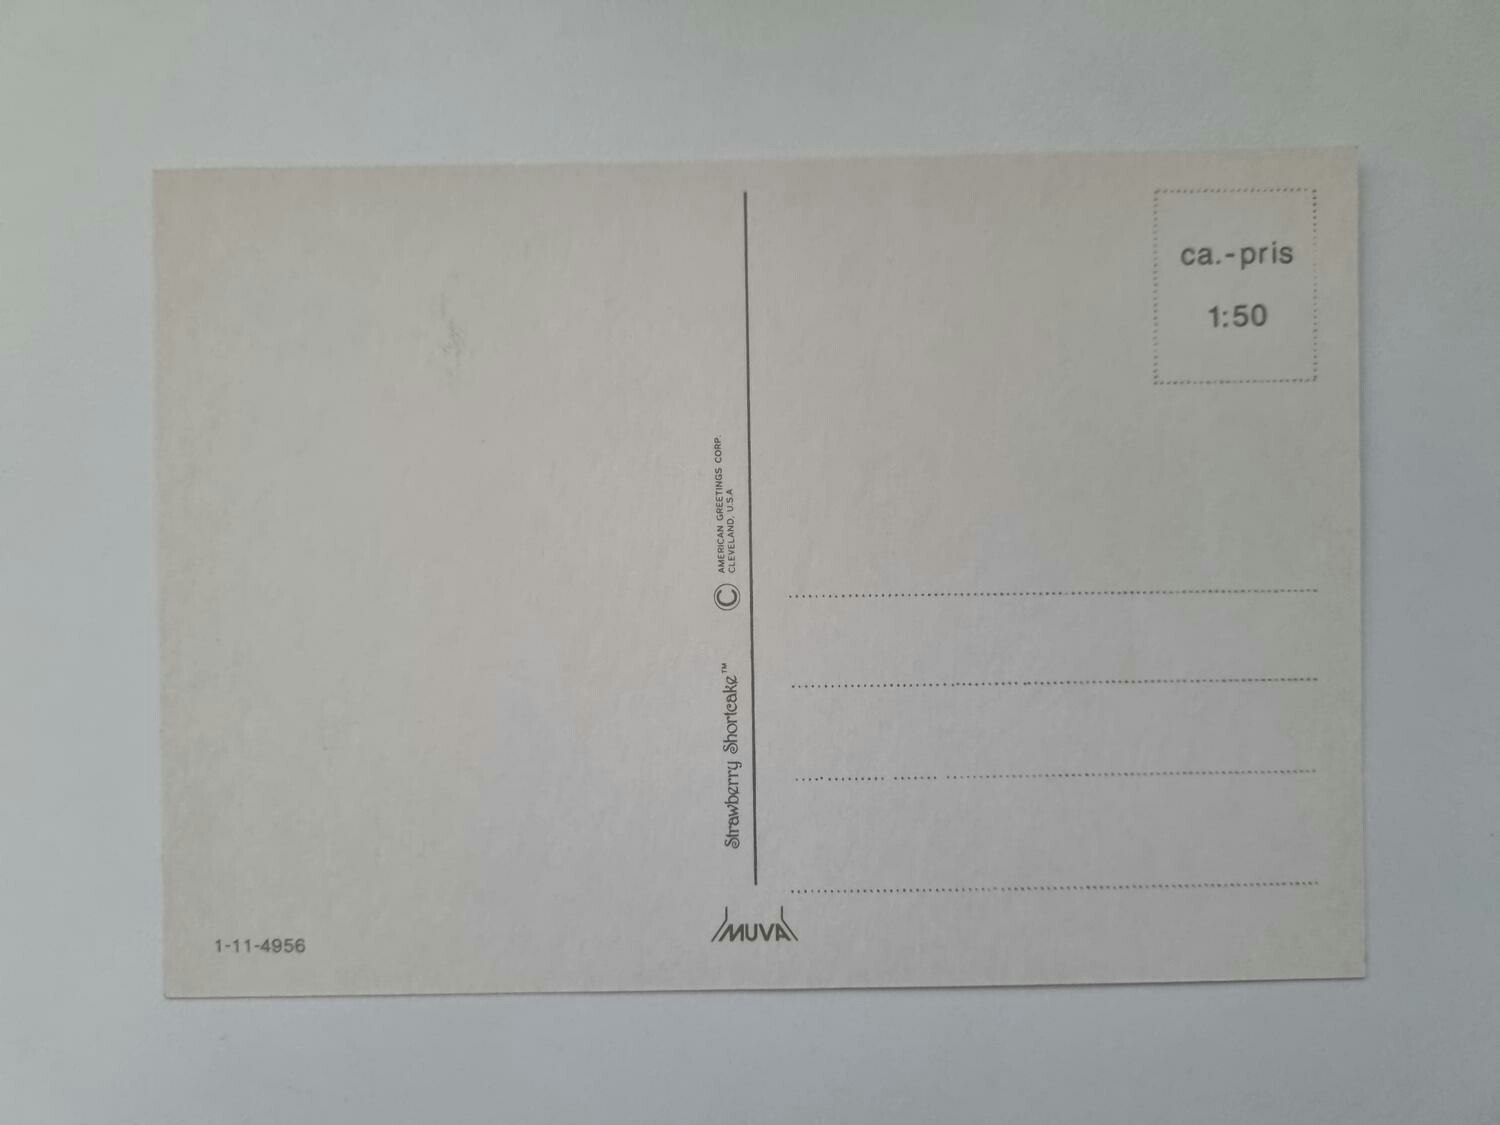 ca.-pris
1:50
AMERICAN GREETINGS CORP.
CLEVELAND, U.S.A
©
Strawberry Shortcake™
MUVA
1-11-4956